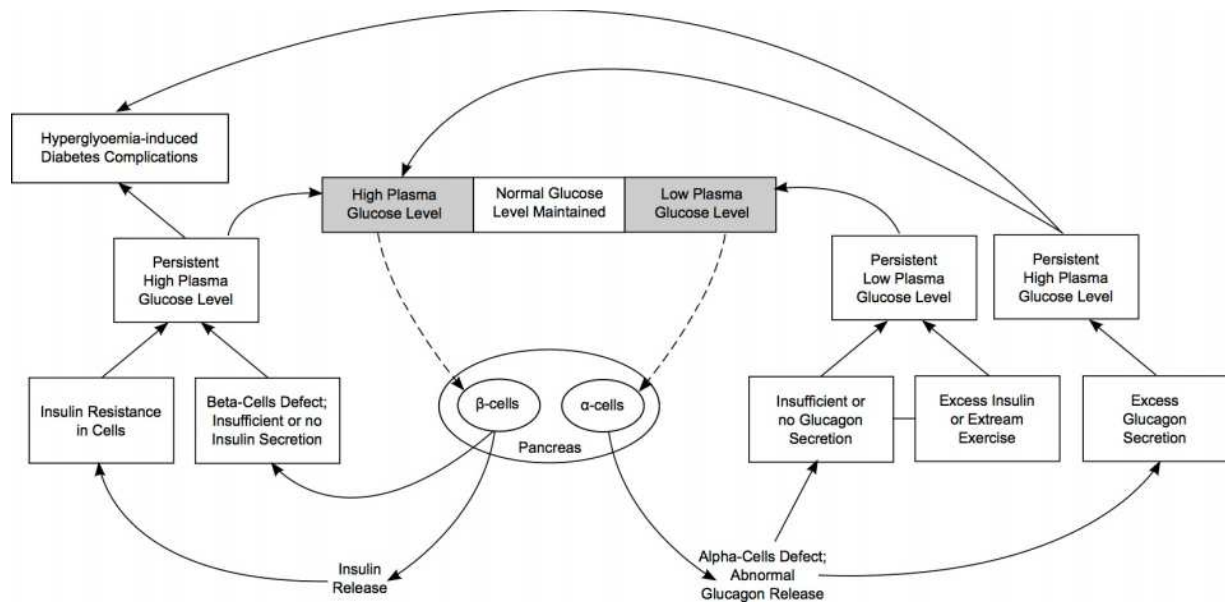 Hyperglyoemia-induced
Diabetes Complications
High Plasma
Glucose Level
Normal Glucose
Level Maintained
Low Plasma
Glucose Level
Persistent
High Plasma
Glucose Level
Persistent
Low Plasma
Glucose Level
Persistent
High Plasma
Glucose Level
Insulin Resistance
in Cells
Beta-Cells Defect;
Insufficient or no
Insulin Secretion
β-cells
α-cells
Pancreas
Insufficient or
no Glucagon
Secretion
Excess Insulin
or Extream
Exercise
Excess
Glucagon
Secretion
Insulin
Release
Alpha-Cells Defect;
Abnormal
Glucagon Release